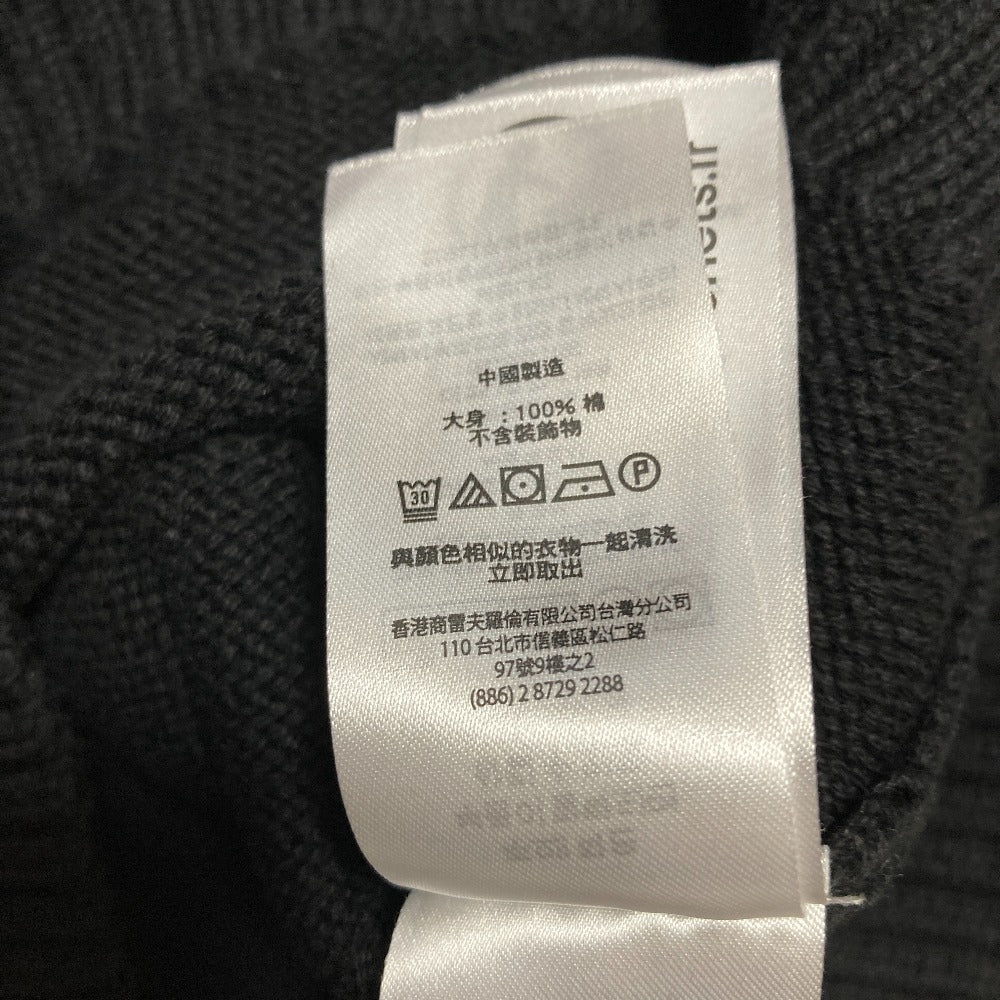 中國製造
大身 : 100% 棉
不含裝飾物
30 P
與顏色相似的衣物一起清洗
立即取出
香港商雷夫羅倫有限公司台灣分公司
110 台北市信義區松仁路
97號9樓之2
(886) 2 8729 2288